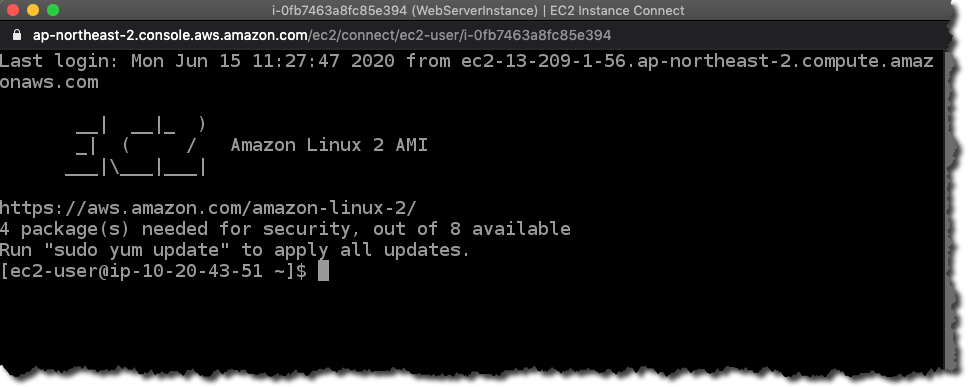 i-0fb7463a8fc85e394 (WebServerInstance) | EC2 Instance Connect
ap-northeast-2.console.aws.amazon.com/ec2/connect/ec2-user/i-0fb7463a8fc85e394
Last login: Mon Jun 15 11:27:47 2020 from ec2-13-209-1-56.ap-northeast-2.compute.amaz
onaws.com
       __|  __|_  )
       _|  (     /   Amazon Linux 2 AMI
      ___|\___|___|
https://aws.amazon.com/amazon-linux-2/
4 package(s) needed for security, out of 8 available
Run "sudo yum update" to apply all updates.
[ec2-user@ip-10-20-43-51 ~]$